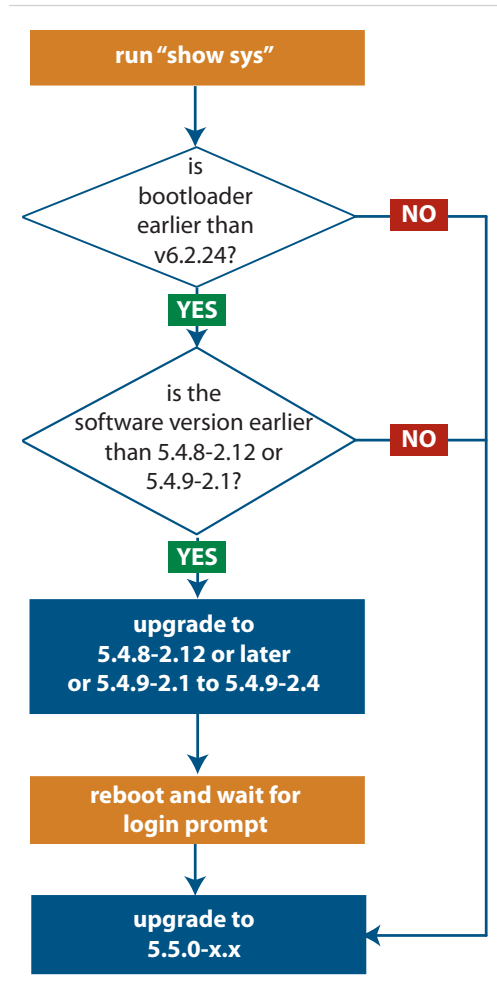 run “show sys”
is
bootloader
earlier than
v6.2.24?
NO
YES
is the
software version earlier
than 5.4.8-2.12 or
5.4.9-2.1?
NO
YES
upgrade to
5.4.8-2.12 or later
or 5.4.9-2.1 to 5.4.9-2.4
reboot and wait for
login prompt
upgrade to
5.5.0-x.x